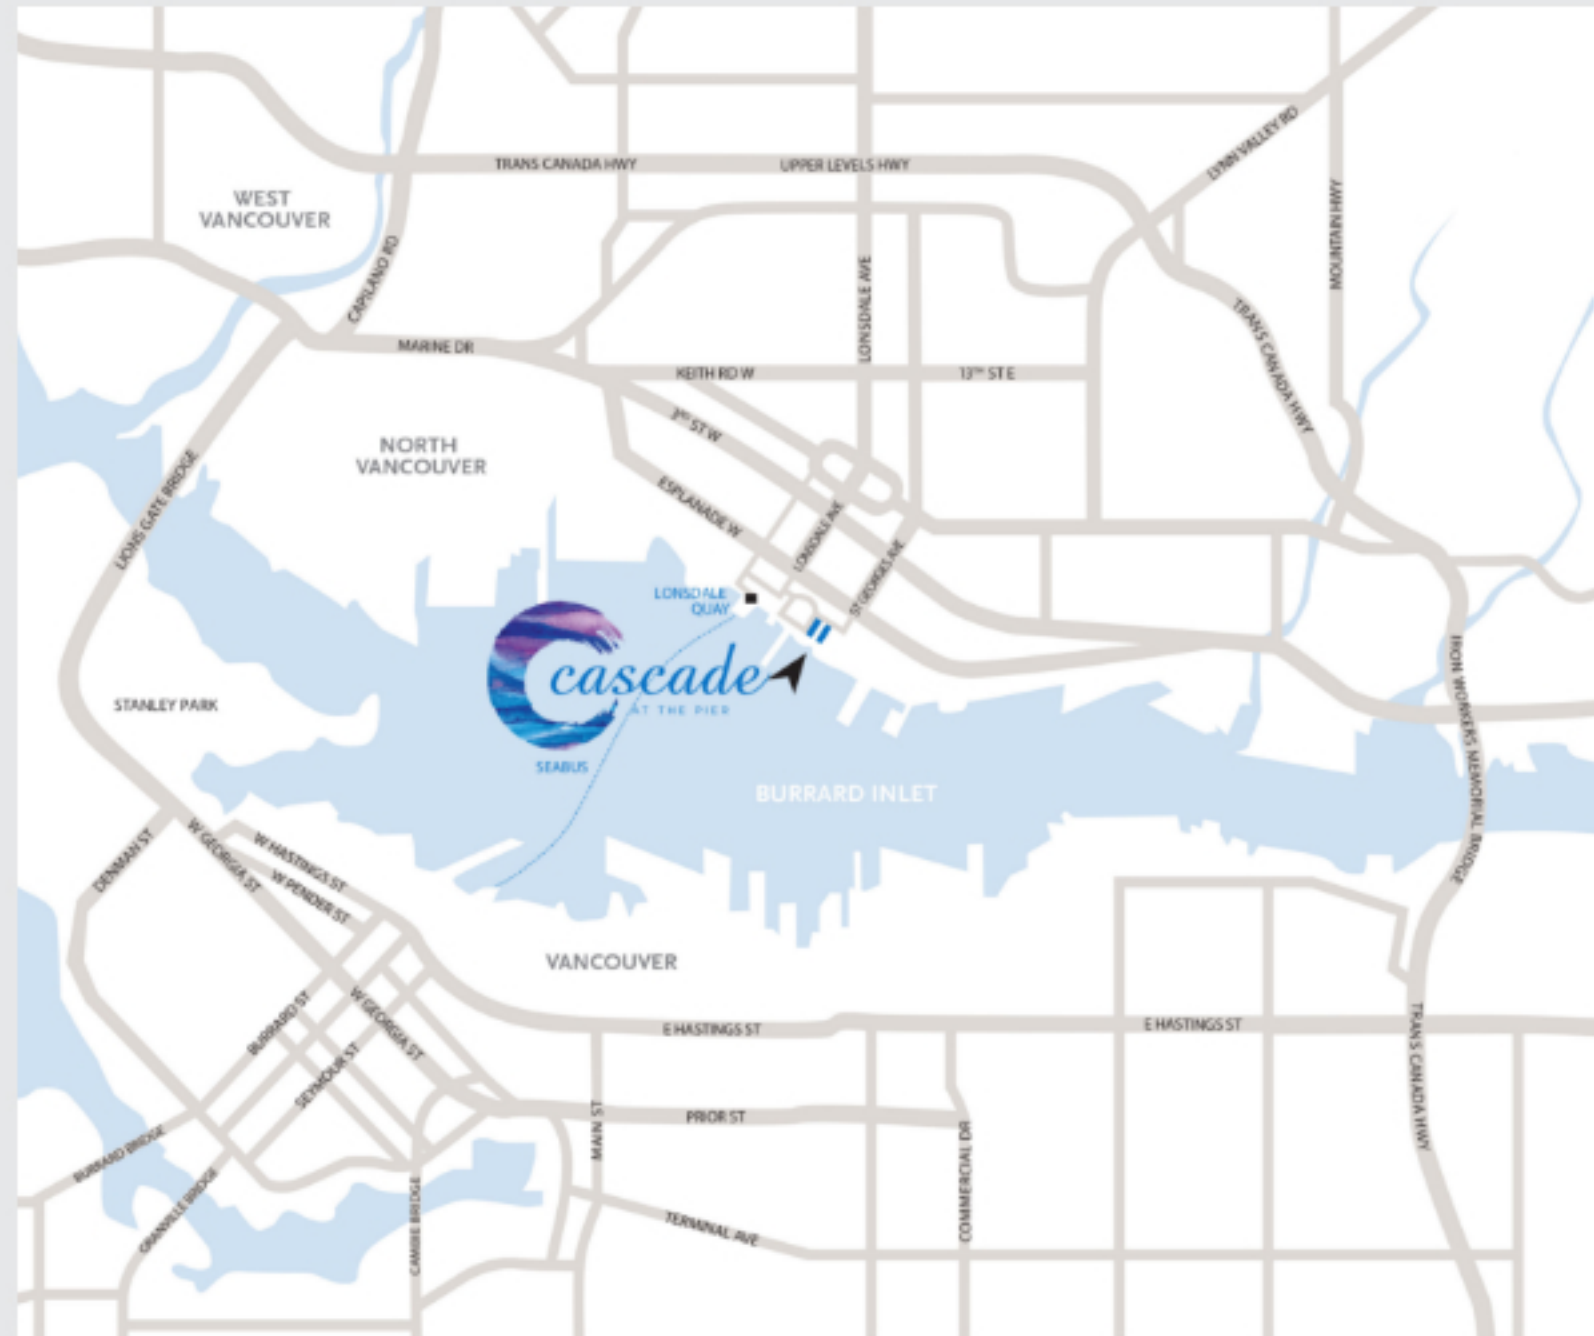 TRANS CANADA HWY
UPPER LEVELS HWY
LYNN VALLEY RD
WEST
VANCOUVER
MOUNTAIN HWY
CAPILANO RD
LONSDALE AVE
TRANS CANADA HWY
MARINE DR
KEITH RD W
13TH ST E
3RD ST W
NORTH
VANCOUVER
LIONS GATE BRIDGE
ESPLANADE W
LONSDALE AVE
ST GEORGES AVE
LONSDALE
QUAY
cascade
AT THE PIER
STANLEY PARK
IRON WORKERS MEMORIAL BRIDGE
SEABUS
BURRARD INLET
DENMAN ST
W GEORGIA ST
W HASTINGS ST
W PENDER ST
VANCOUVER
BURRARD ST
W GEORGIA ST
SEYMOUR ST
E HASTINGS ST
E HASTINGS ST
TRANS CANADA HWY
MAIN ST
PRIOR ST
COMMERCIAL DR
BURRARD BRIDGE
GRANVILLE BRIDGE
CAMBIE BRIDGE
TERMINAL AVE